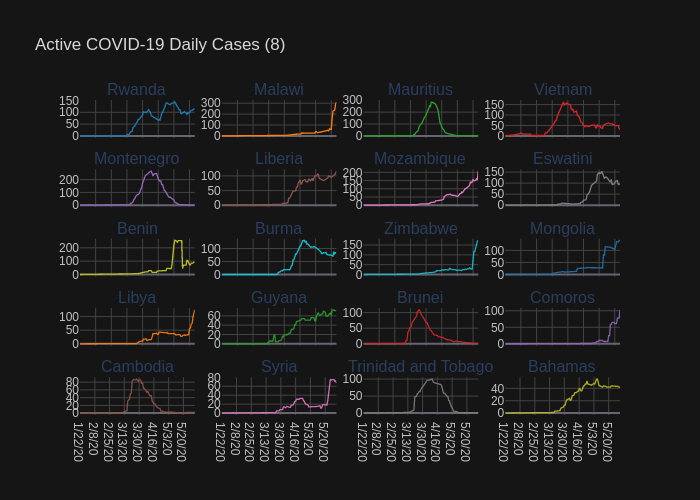 Active COVID-19 Daily Cases (8)
Rwanda Malawi Mauritius Vietnam
150 100 50 0 300 200 100 0 300 200 100 0 150 100 50 0
Montenegro Liberia Mozambique Eswatini
200 100 0 100 50 0 200 150 100 50 0 150 100 50 0
Benin Burma Zimbabwe Mongolia
200 100 0 100 50 0 150 100 50 0 100 50 0
Libya Guyana Brunei Comoros
100 50 0 60 40 20 0 100 50 0 100 50 0
Cambodia Syria Trinidad and Tobago Bahamas
80 60 40 20 0 80 60 40 20 0 100 50 0 40 20 0
1/22/20 2/8/20 2/25/20 3/13/20 3/30/20 4/16/20 5/3/20 5/20/20 1/22/20 2/8/20 2/25/20 3/13/20 3/30/20 4/16/20 5/3/20 5/20/20 1/22/20 2/8/20 2/25/20 3/13/20 3/30/20 4/16/20 5/3/20 5/20/20 1/22/20 2/8/20 2/25/20 3/13/20 3/30/20 4/16/20 5/3/20 5/20/20